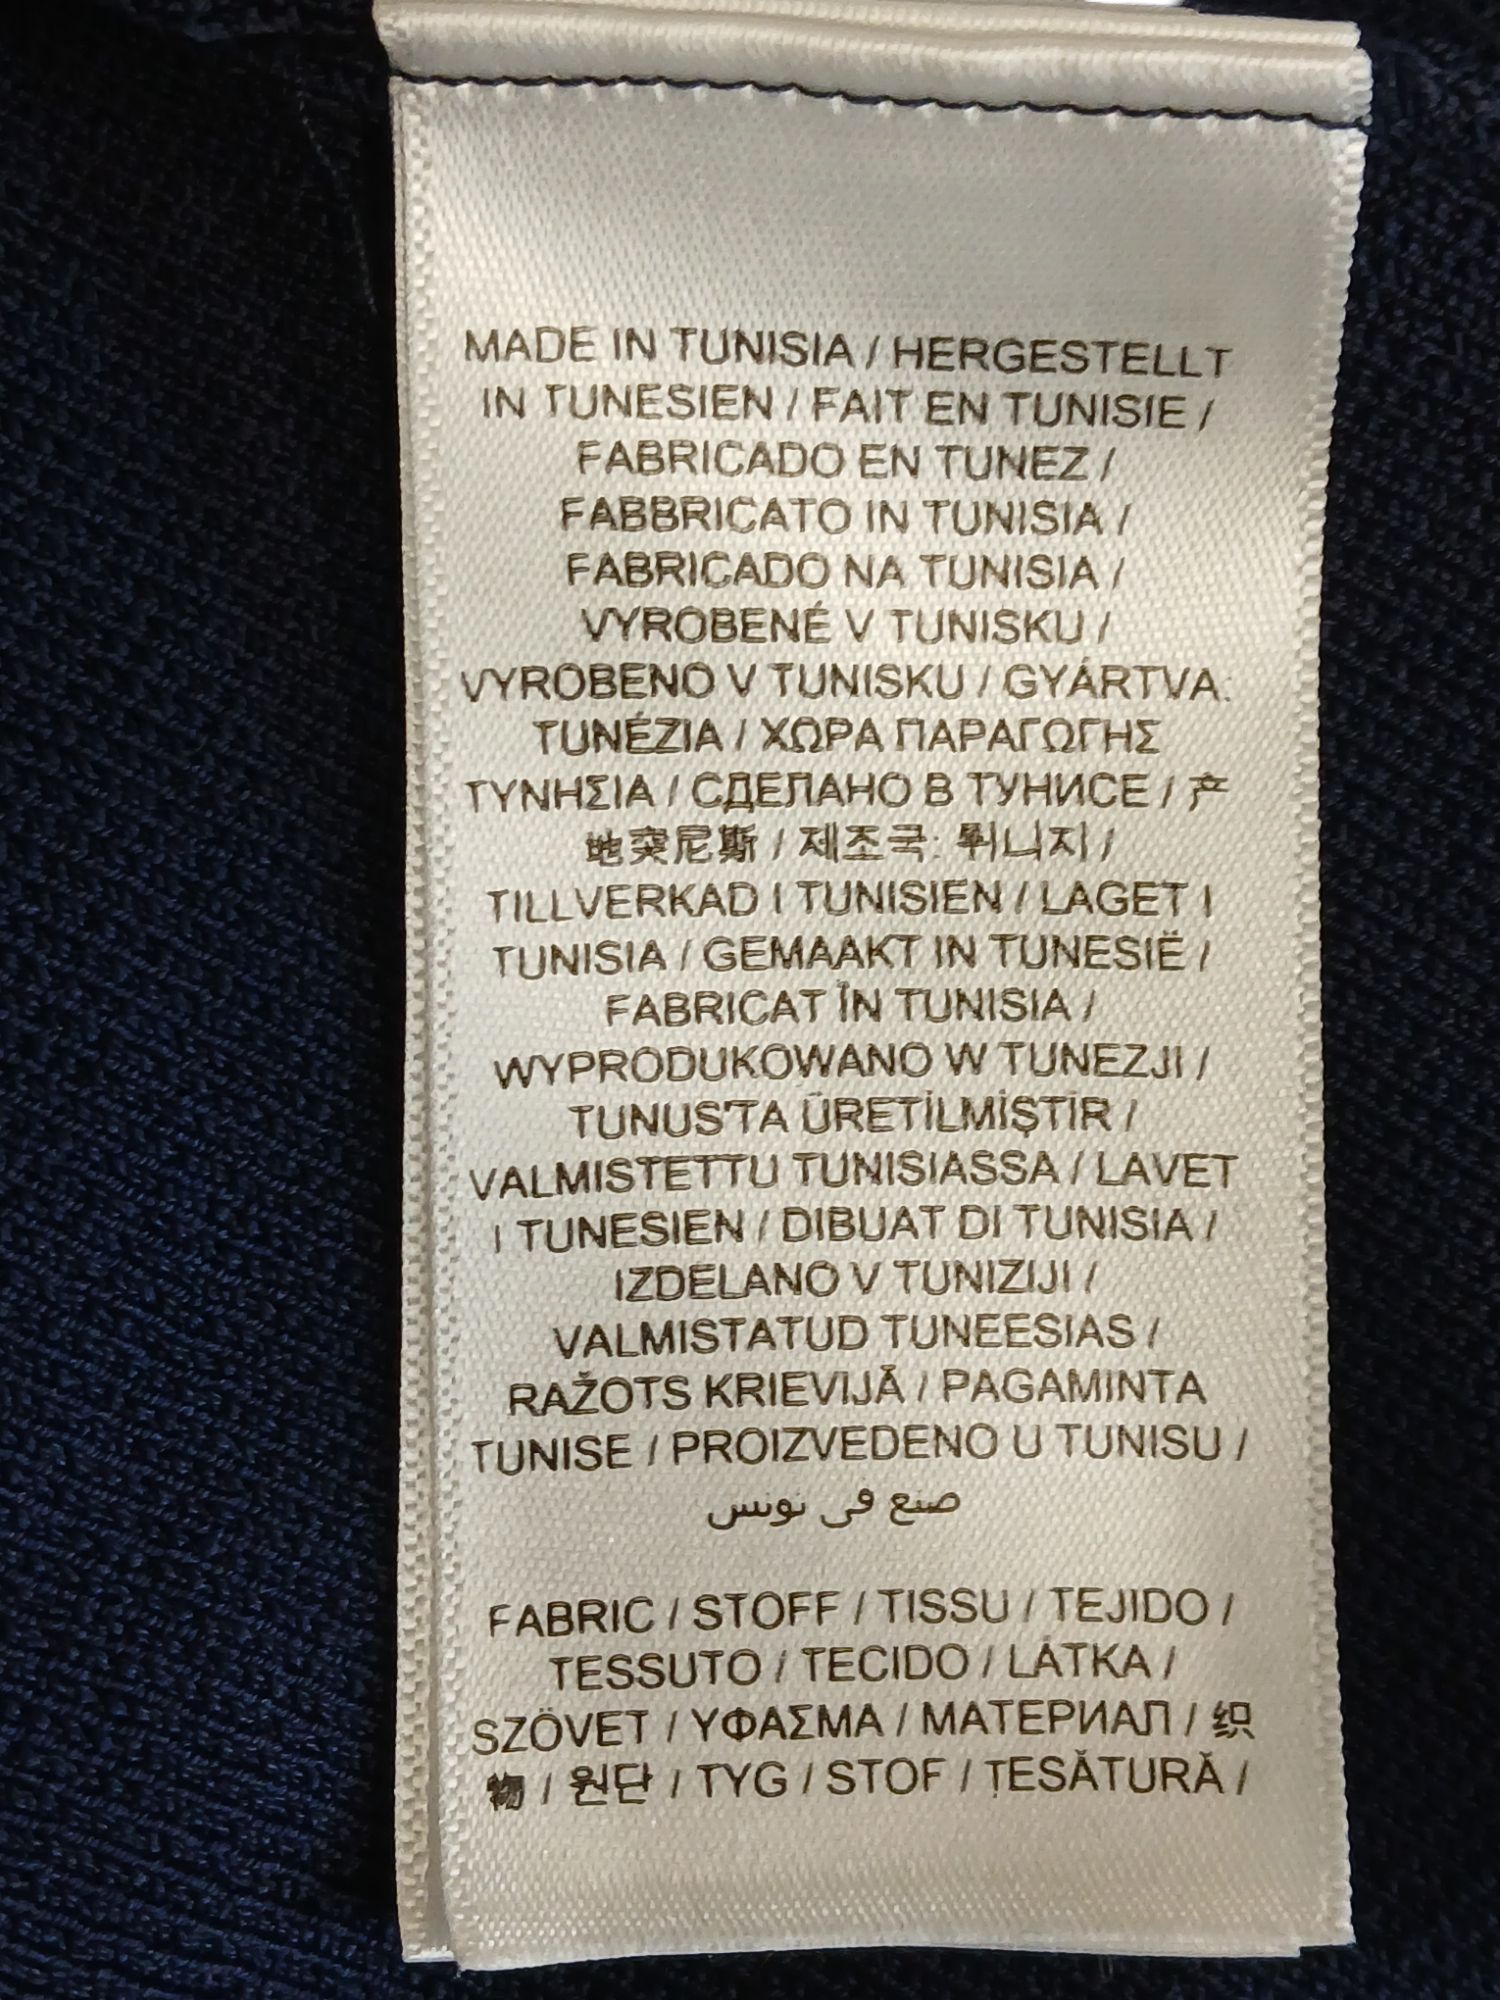 MADE IN TUNISIA / HERGESTELLT
IN TUNESIEN / FAIT EN TUNISIE /
FABRICADO EN TUNEZ /
FABBRICATO IN TUNISIA /
FABRICADO NA TUNISIA /
VYROBENÉ V TUNISKU /
VYROBENO V TUNISKU / GYÁRTVA:
TUNÉZIA / ΧΩΡΑ ΠΑΡΑΓΩΓΗΣ
ΤΥΝΗΣΙΑ / СДЕЛАНО В ТУНИСЕ / 产
地突尼斯 / 제조국: 튀니지 /
TILLVERKAD I TUNISIEN / LAGET I
TUNISIA / GEMAAKT IN TUNESIË /
FABRICAT ÎN TUNISIA /
WYPRODUKOWANO W TUNEZJI /
TUNUS'TA ÜRETİLMİŞTİR /
VALMISTETTU TUNISIASSA / LAVET
I TUNESIEN / DIBUAT DI TUNISIA /
IZDELANO V TUNIZIJI /
VALMISTATUD TUNEESIAS /
RAŽOTS KRIEVIJĀ / PAGAMINTA
TUNISE / PROIZVEDENO U TUNISU /
صنع في تونس
FABRIC / STOFF / TISSU / TEJIDO /
TESSUTO / TECIDO / LÁTKA /
SZÖVET / ΥΦΑΣΜΑ / МАТЕРИАЛ / 织
物 / 원단 / TYG / STOF / ȚESĂTURĂ /